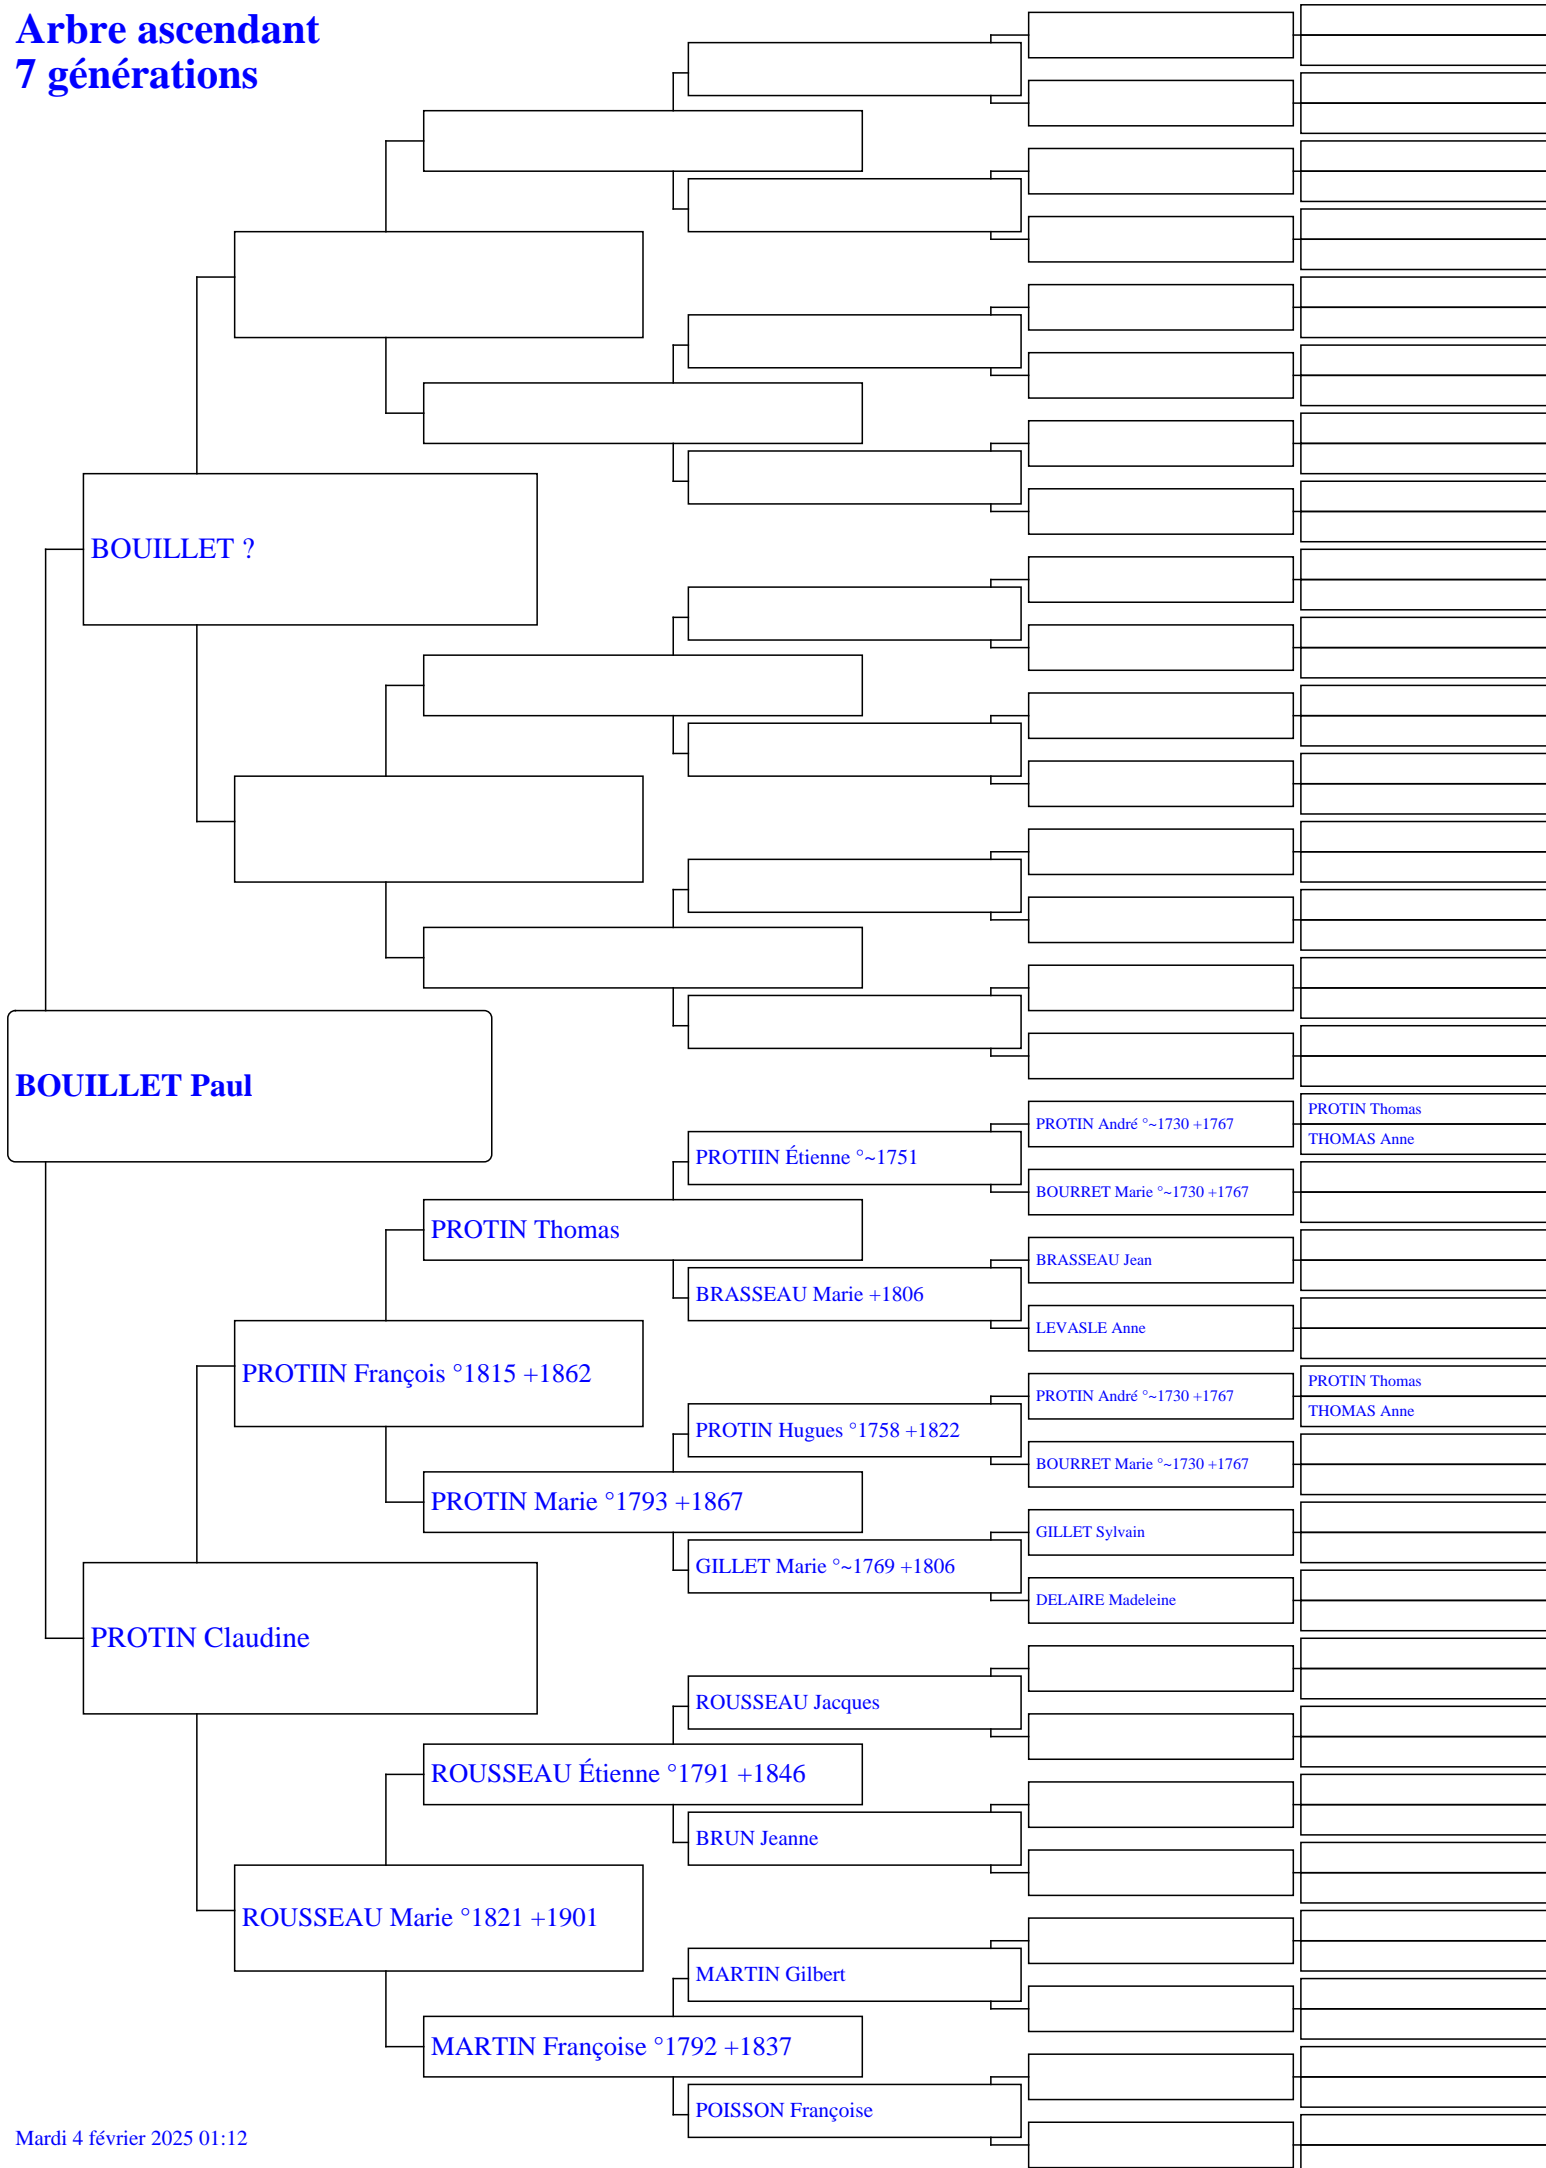 Arbre ascendant
7 générations
BOUILLET ?
BOUILLET Paul
PROTIN André °~1730 +1767
PROTIN Thomas
THOMAS Anne
PROTIIN Étienne °~1751
BOURRET Marie °~1730 +1767
PROTIN Thomas
BRASSEAU Jean
BRASSEAU Marie +1806
LEVASLE Anne
PROTIIN François °1815 +1862
PROTIN André °~1730 +1767
PROTIN Thomas
THOMAS Anne
PROTIN Hugues °1758 +1822
BOURRET Marie °~1730 +1767
PROTIN Marie °1793 +1867
GILLET Sylvain
GILLET Marie °~1769 +1806
DELAIRE Madeleine
PROTIN Claudine
ROUSSEAU Jacques
ROUSSEAU Étienne °1791 +1846
BRUN Jeanne
ROUSSEAU Marie °1821 +1901
MARTIN Gilbert
MARTIN Françoise °1792 +1837
POISSON Françoise
Mardi 4 février 2025 01:12